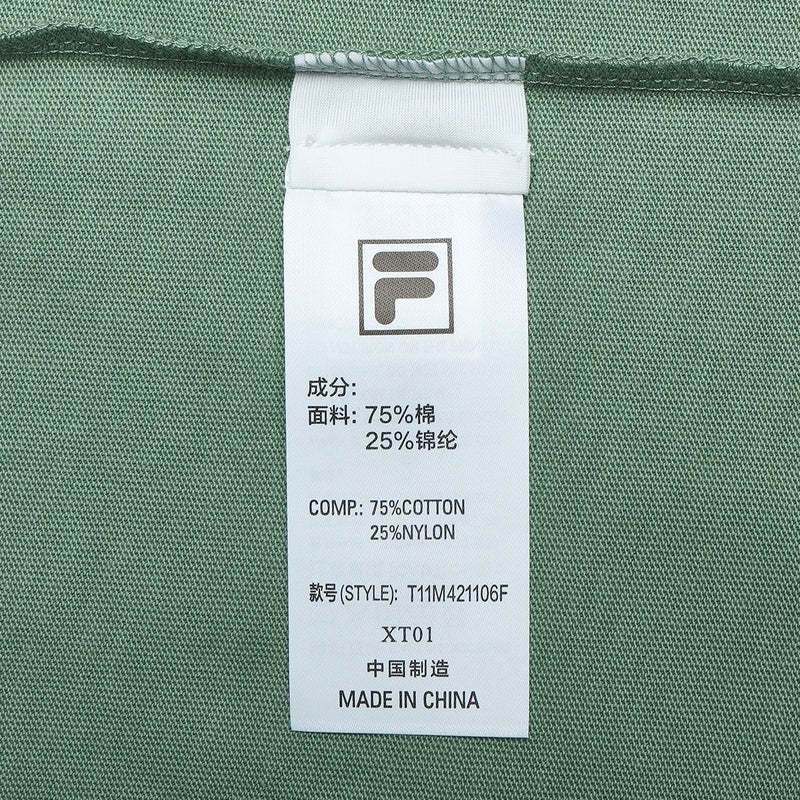 F
成分:
面料: 75%棉
25%锦纶
COMP.: 75%COTTON
25%NYLON
款号(STYLE): T11M421106F
XT01
中国制造
MADE IN CHINA